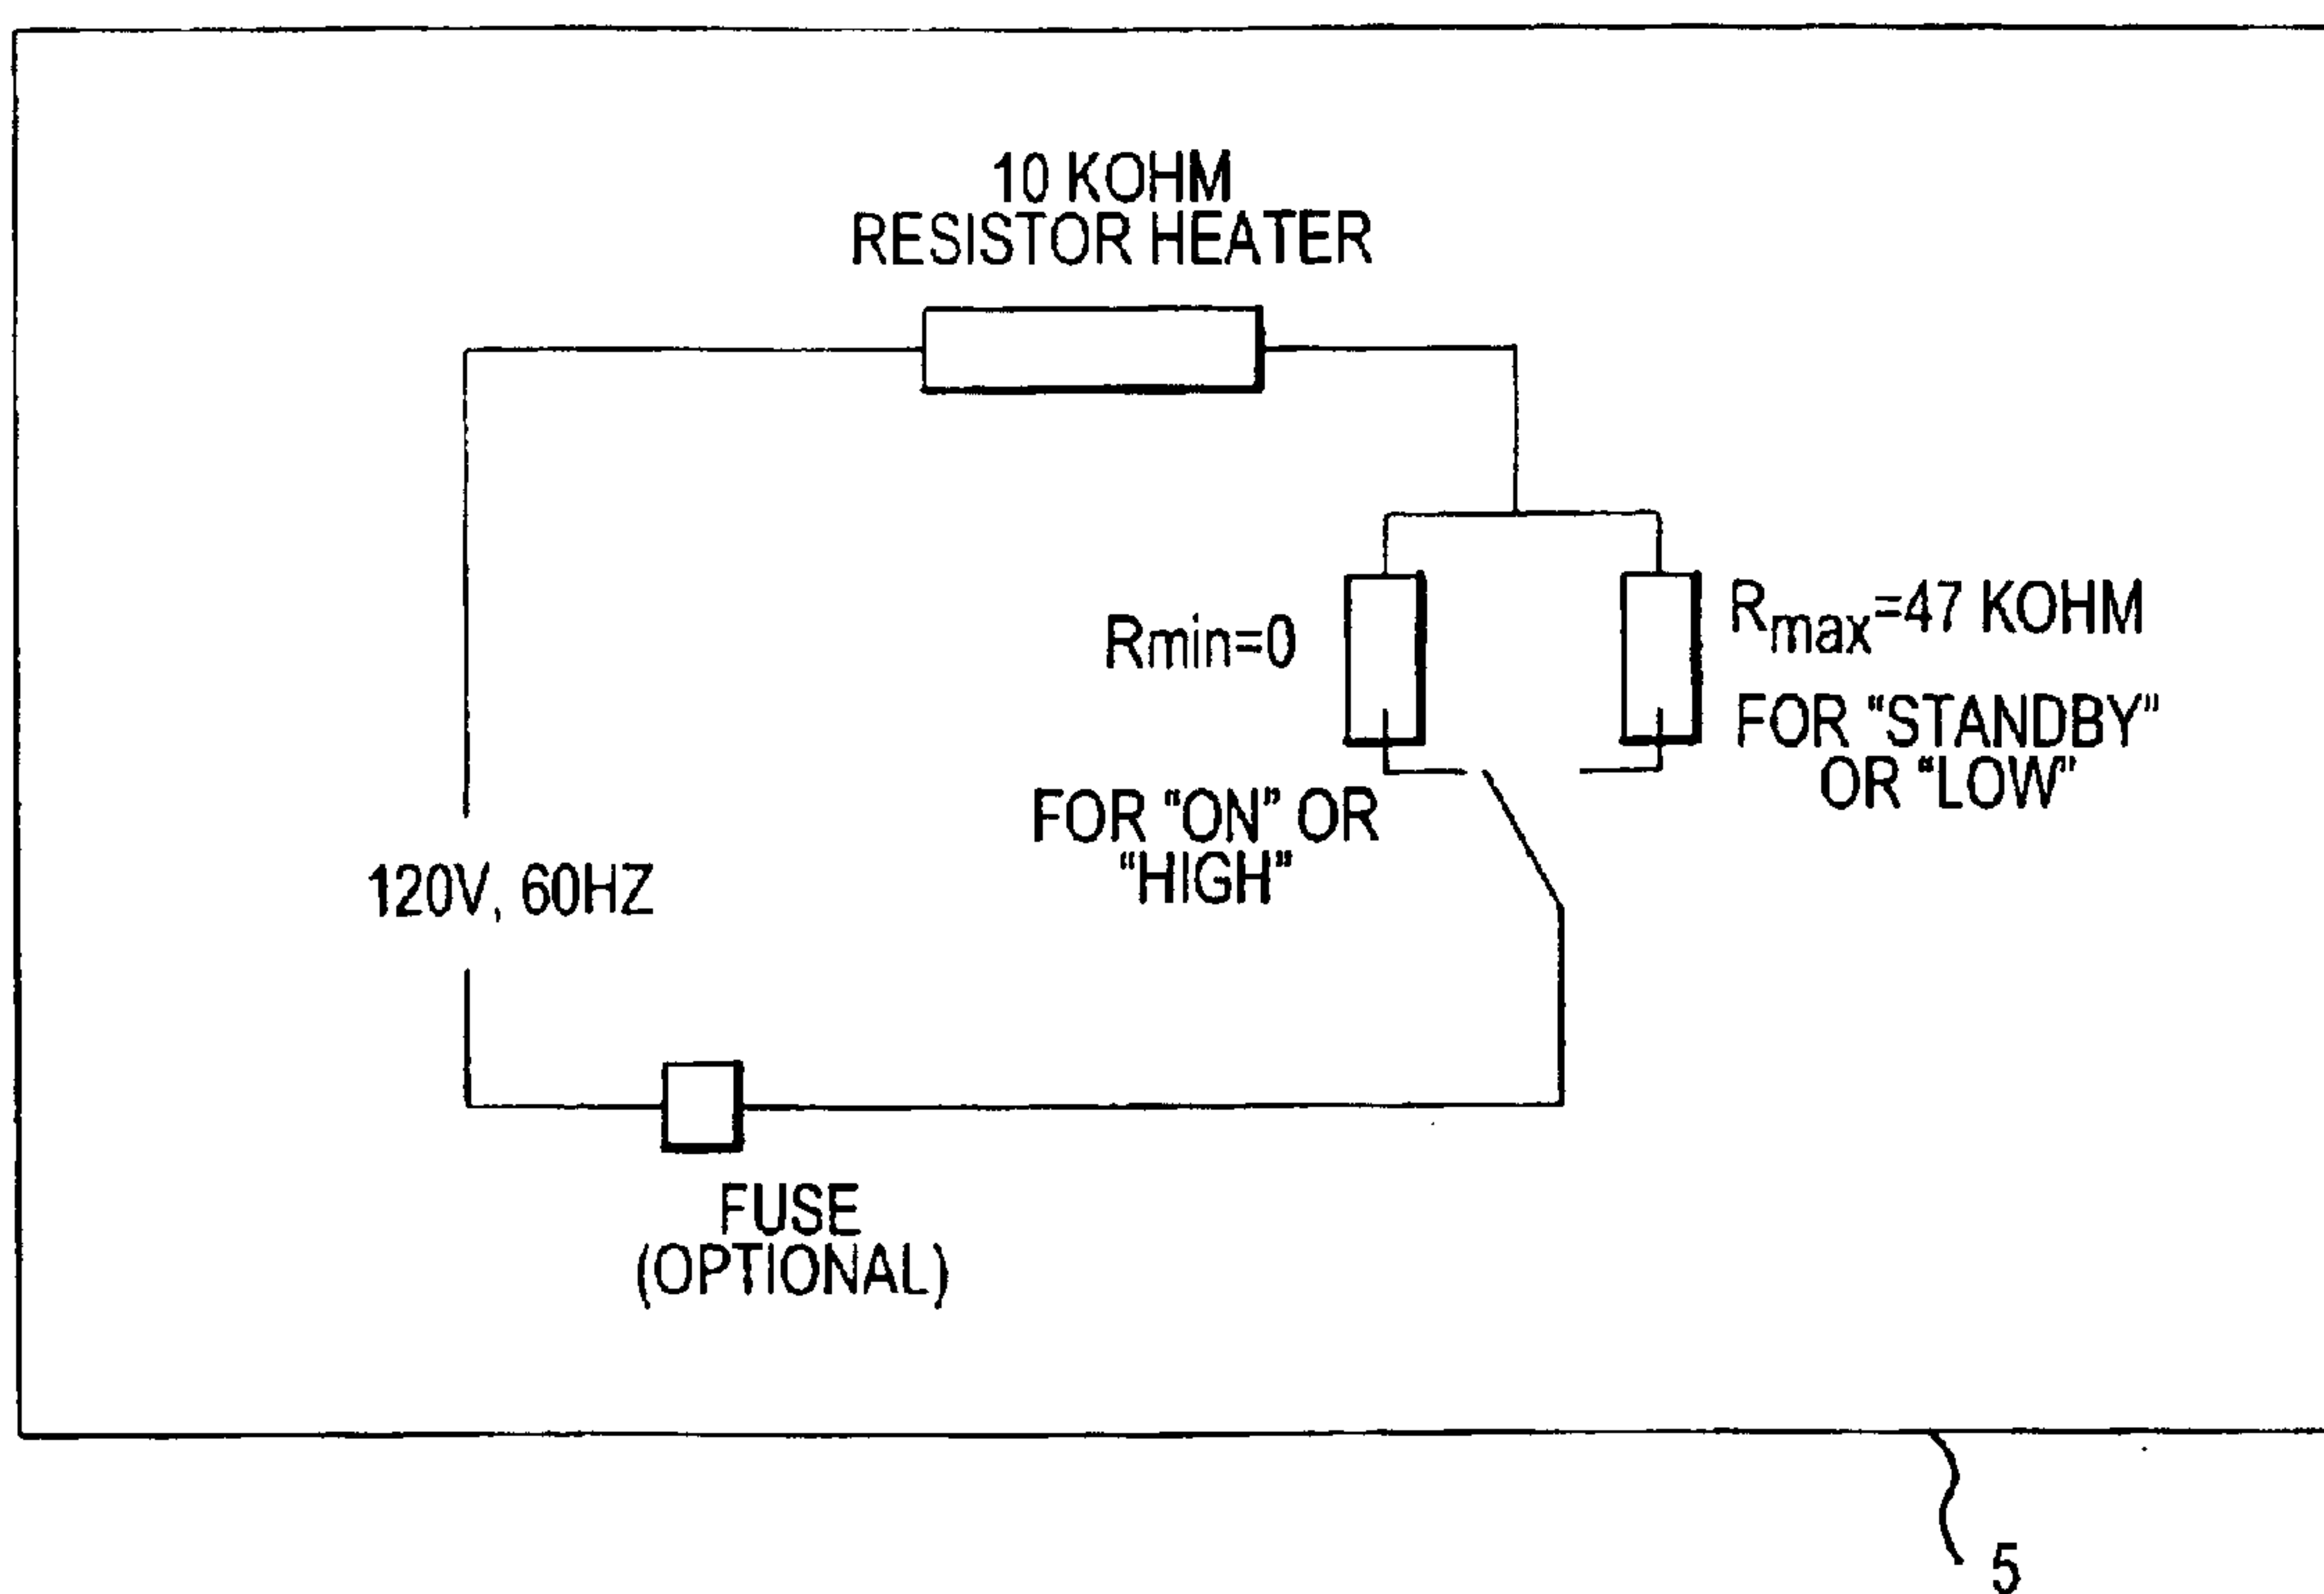 10 KOHM
RESISTOR HEATER
Rmin=0
Rmax=47 KOHM
FOR “STANDBY”
OR “LOW”
FOR “ON” OR
“HIGH”
120V, 60HZ
FUSE
(OPTIONAL)
5